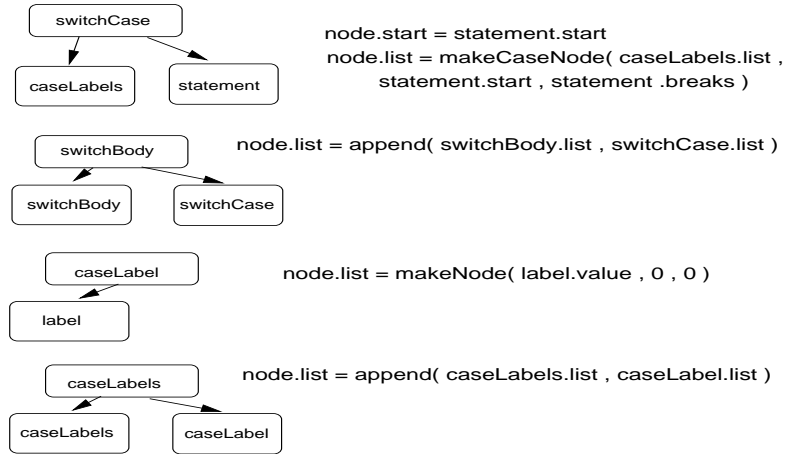 switchCase
node.start = statement.start
node.list = makeCaseNode( caseLabels.list ,
caseLabels
statement
statement.start , statement .breaks )
switchBody
node.list = append( switchBody.list , switchCase.list )
switchBody
switchCase
caseLabel
node.list = makeNode( label.value , 0 , 0 )
label
caseLabels
node.list = append( caseLabels.list , caseLabel.list )
caseLabels
caseLabel